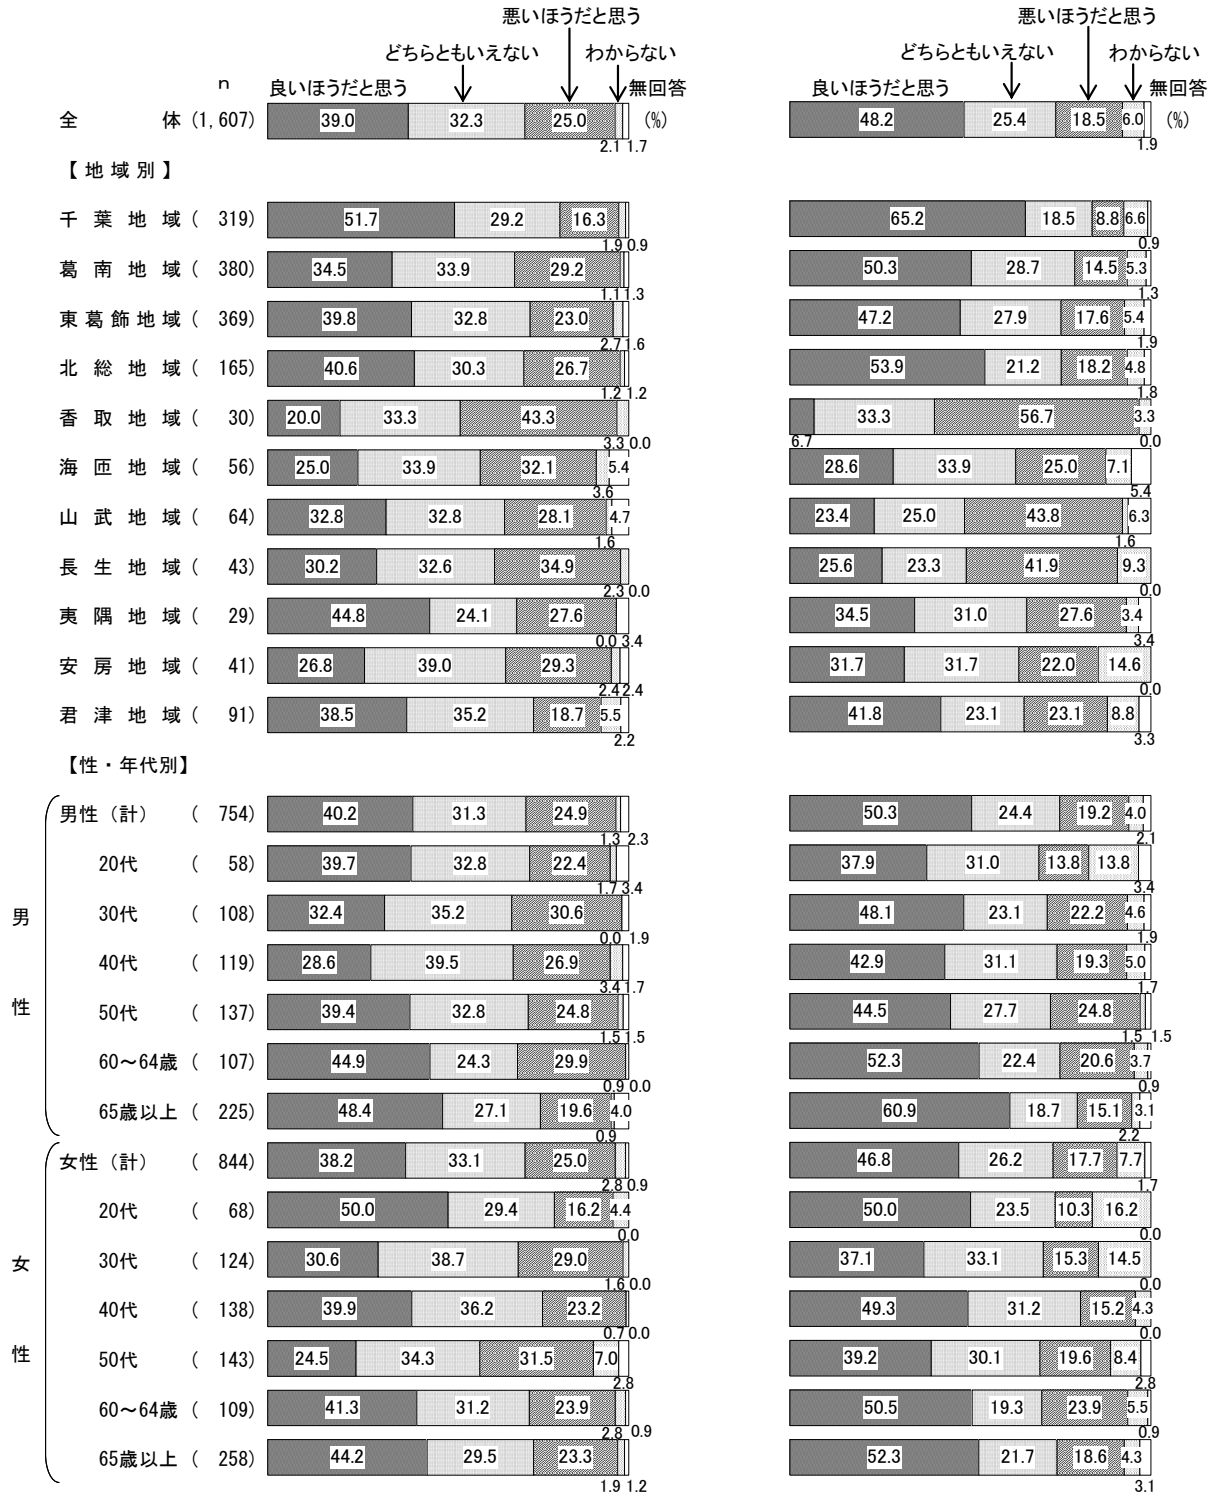 悪いほうだと思う 悪いほうだと思う
どちらともいえない わからない どちらともいえない わからない
n 良いほうだと思う 無回答 良いほうだと思う 無回答
全体(1,607) 39.0 32.3 25.0 (%) 48.2 25.4 18.5 6.0 (%)
2.1 1.7 1.9
【地域別】
千葉地域( 319) 51.7 29.2 16.3 65.2 18.5 8.8 6.6
1.9 0.9 0.9
葛南地域( 380) 34.5 33.9 29.2 50.3 28.7 14.5 5.3
1.1 1.3 1.3
東葛飾地域( 369) 39.8 32.8 23.0 47.2 27.9 17.6 5.4
2.7 1.6 1.9
北総地域( 165) 40.6 30.3 26.7 53.9 21.2 18.2 4.8
1.2 1.2 1.8
香取地域( 30) 20.0 33.3 43.3 33.3 56.7 3.3
3.3 0.0 6.7 0.0
海匝地域( 56) 25.0 33.9 32.1 5.4 28.6 33.9 25.0 7.1
3.6 5.4
山武地域( 64) 32.8 32.8 28.1 4.7 23.4 25.0 43.8 6.3
1.6 1.6
長生地域( 43) 30.2 32.6 34.9 25.6 23.3 41.9 9.3
2.3 0.0 0.0
夷隅地域( 29) 44.8 24.1 27.6 34.5 31.0 27.6 3.4
0.0 3.4 3.4
安房地域( 41) 26.8 39.0 29.3 31.7 31.7 22.0 14.6
2.4 2.4 0.0
君津地域( 91) 38.5 35.2 18.7 5.5 41.8 23.1 23.1 8.8
2.2 3.3
【性・年代別】
男性(計) ( 754) 40.2 31.3 24.9 50.3 24.4 19.2 4.0
1.3 2.3 2.1
20代 ( 58) 39.7 32.8 22.4 37.9 31.0 13.8 13.8
1.7 3.4 3.4
男
30代 ( 108) 32.4 35.2 30.6 48.1 23.1 22.2 4.6
0.0 1.9 1.9
40代 ( 119) 28.6 39.5 26.9 42.9 31.1 19.3 5.0
3.4 1.7 1.7
性
50代 ( 137) 39.4 32.8 24.8 44.5 27.7 24.8
1.5 1.5 1.5 1.5
60～64歳 ( 107) 44.9 24.3 29.9 52.3 22.4 20.6 3.7
0.9 0.0 0.9
65歳以上 ( 225) 48.4 27.1 19.6 4.0 60.9 18.7 15.1 3.1
0.9 2.2
女性(計) ( 844) 38.2 33.1 25.0 46.8 26.2 17.7 7.7
2.8 0.9 1.7
20代 ( 68) 50.0 29.4 16.2 4.4 50.0 23.5 10.3 16.2
0.0 0.0
女
30代 ( 124) 30.6 38.7 29.0 37.1 33.1 15.3 14.5
1.6 0.0 0.0
40代 ( 138) 39.9 36.2 23.2 49.3 31.2 15.2 4.3
0.7 0.0 0.0
性
50代 ( 143) 24.5 34.3 31.5 7.0 39.2 30.1 19.6 8.4
2.8 2.8
60～64歳 ( 109) 41.3 31.2 23.9 50.5 19.3 23.9 5.5
2.8 0.9 0.9
65歳以上 ( 258) 44.2 29.5 23.3 52.3 21.7 18.6 4.3
1.9 1.2 3.1